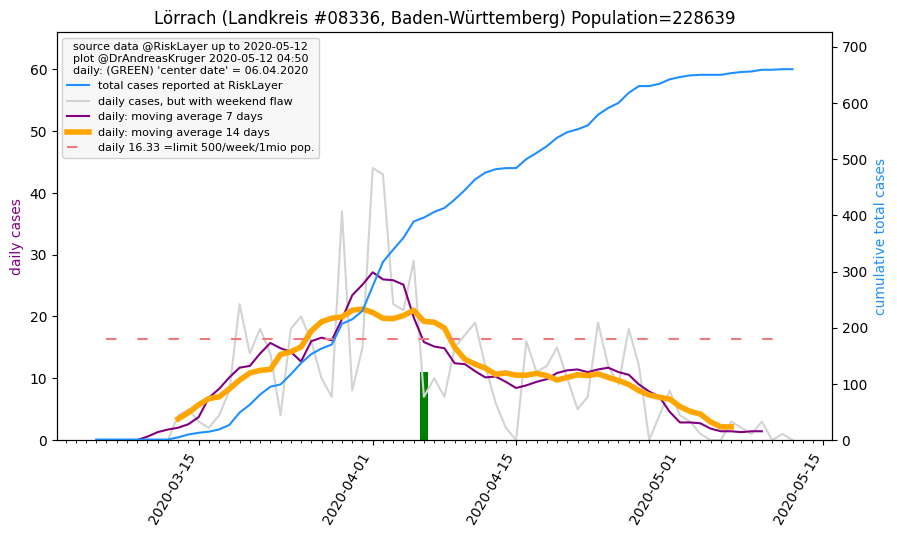 Lörrach (Landkreis #08336, Baden-Württemberg) Population=228639
source data @RiskLayer up to 2020-05-12
plot @DrAndreasKruger 2020-05-12 04:50
daily: (GREEN) 'center date' = 06.04.2020
total cases reported at RiskLayer
daily cases, but with weekend flaw
daily: moving average 7 days
daily: moving average 14 days
daily 16.33 =limit 500/week/1mio pop.
daily cases
60
50
40
30
20
10
0
cumulative total cases
700
600
500
400
300
200
100
0
2020-03-15
2020-04-01
2020-04-15
2020-05-01
2020-05-15